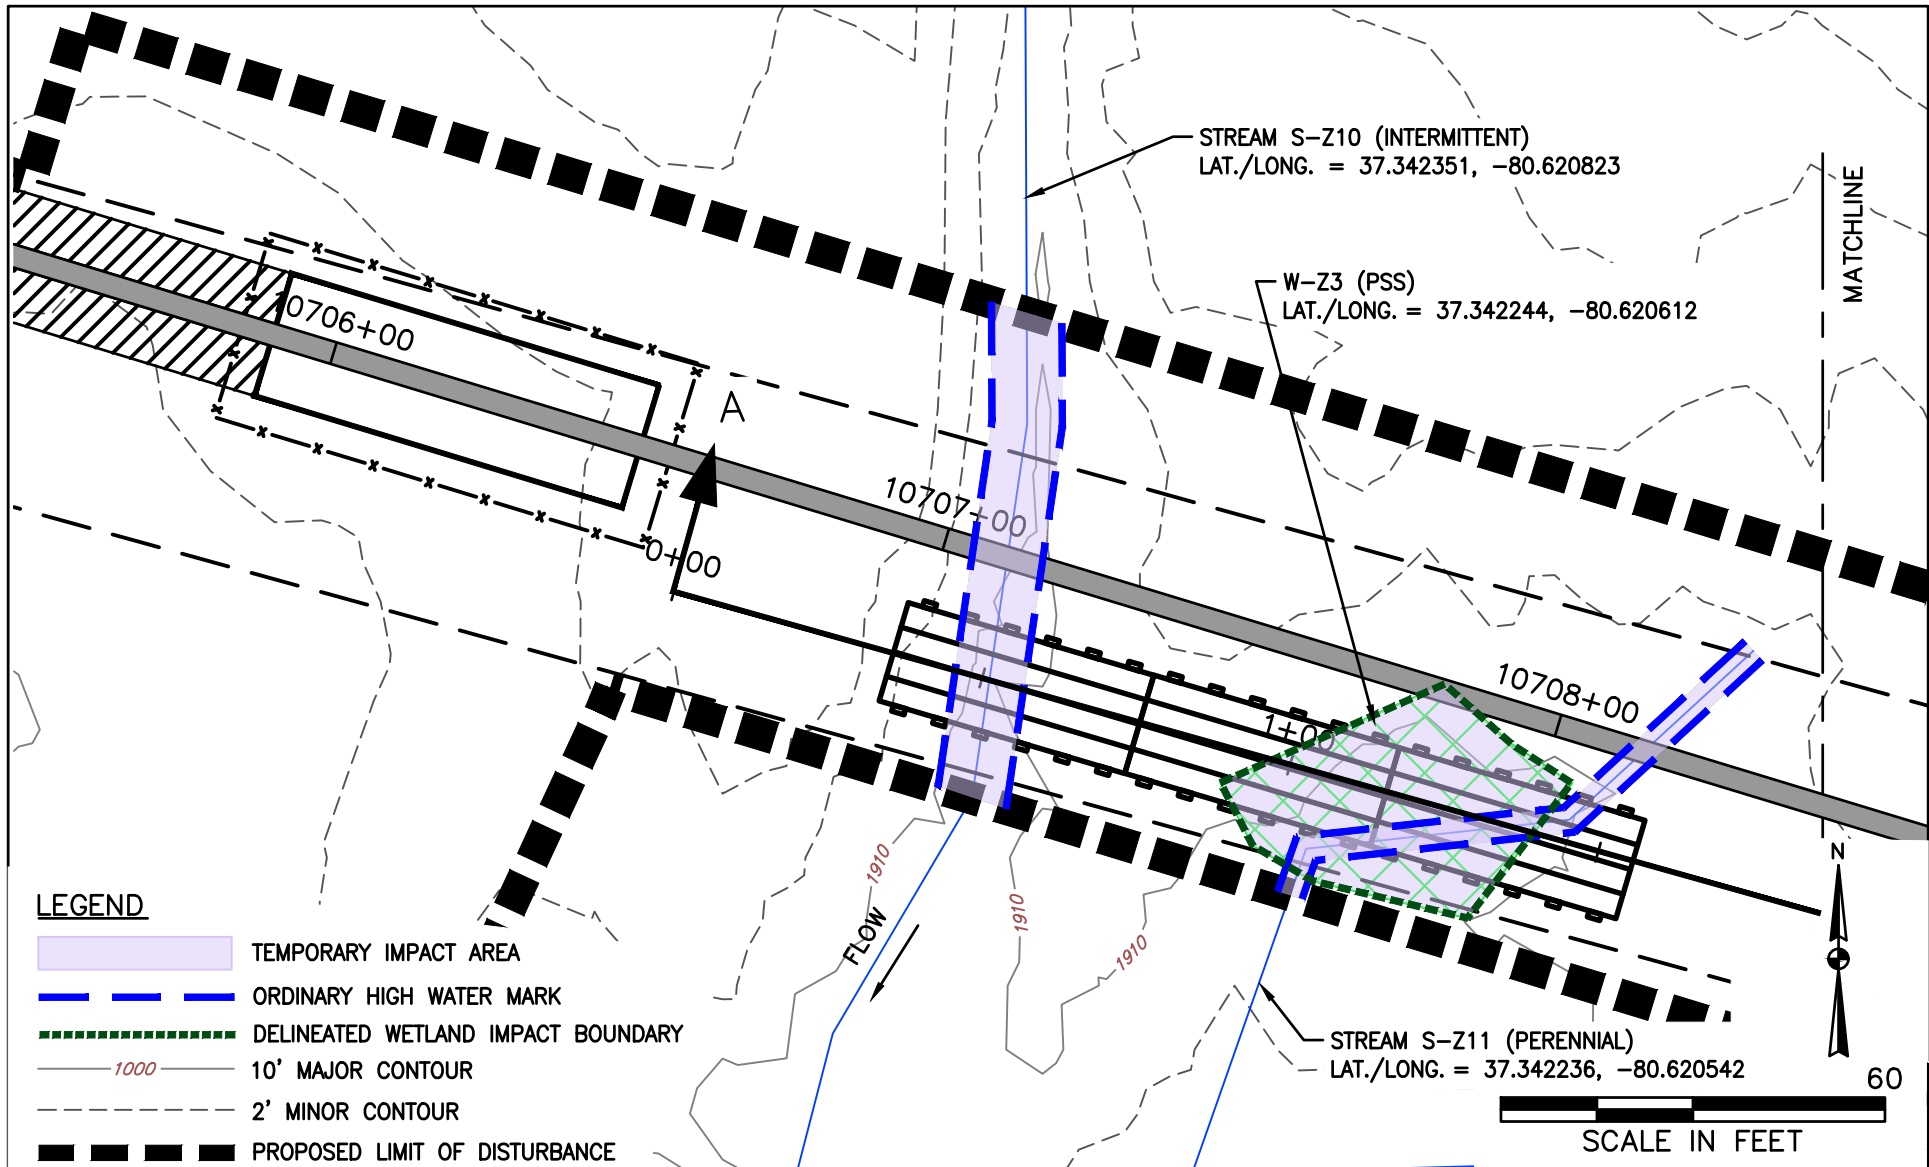 STREAM S-Z10 (INTERMITTENT)
LAT./LONG. = 37.342351, -80.620823
MATCHLINE
W-Z3 (PSS)
LAT./LONG. = 37.342244, -80.620612
10706+00
A
10707+00
0+00
10708+00
1+00
1910
1910
1910
FLOW
N
LEGEND
TEMPORARY IMPACT AREA
ORDINARY HIGH WATER MARK
DELINEATED WETLAND IMPACT BOUNDARY
1000
10' MAJOR CONTOUR
2' MINOR CONTOUR
PROPOSED LIMIT OF DISTURBANCE
STREAM S-Z11 (PERENNIAL)
LAT./LONG. = 37.342236, -80.620542
60
SCALE IN FEET